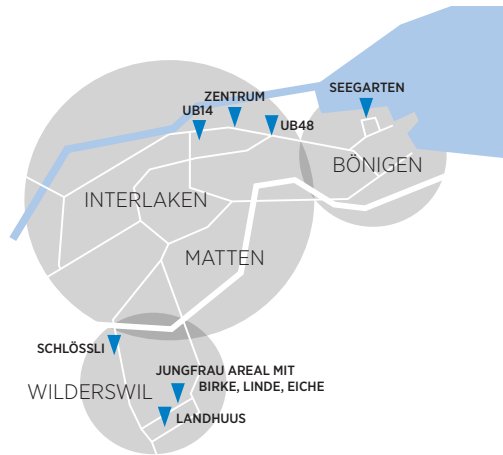 SEEGARTEN
ZENTRUM
UB14
UB48
BÖNIGEN
INTERLAKEN
MATTEN
SCHLÖSSLI
JUNGFRAU AREAL MIT
BIRKE, LINDE, EICHE
WILDERSWIL
LANDHUUS